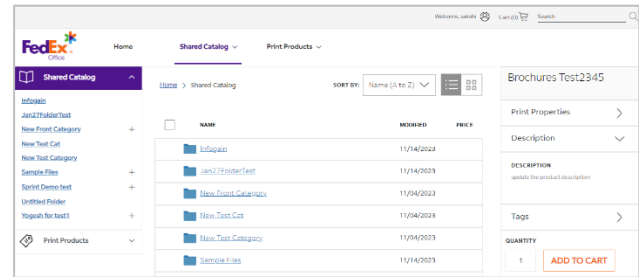 Welcome, sakshi Cart (0) Search
FedEx
Office
Home Shared Catalog Print Products
Shared Catalog
Infogain
Jan27FolderTest
New Front Category +
New Test Cat
New Test Category
Sample Files +
Sprint Demo test +
Untitled Folder
Yogesh for test1 +
Print Products
Home > Shared Catalog
SORT BY: Name (A to Z)
NAME MODIFIED PRICE
Infogain 11/14/2023
Jan27FolderTest 11/14/2023
New Front Category 11/04/2023
New Test Cat 11/04/2023
New Test Category 11/04/2023
Sample Files 11/14/2023
Brochures Test2345
Print Properties
Description
DESCRIPTION
update the product description
Tags
QUANTITY
1 ADD TO CART